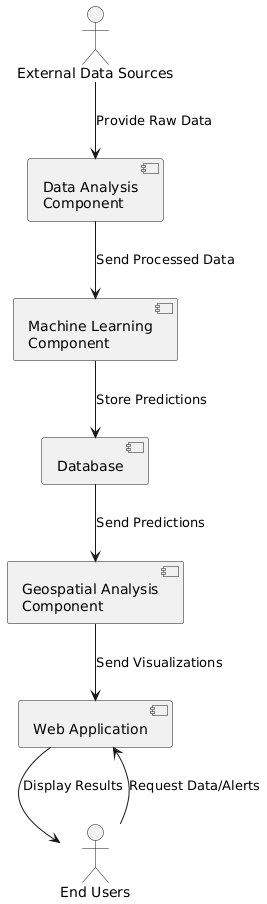 External Data Sources
Provide Raw Data
Data Analysis
Component
Send Processed Data
Machine Learning
Component
Store Predictions
Database
Send Predictions
Geospatial Analysis
Component
Send Visualizations
Web Application
Display Results
Request Data/Alerts
End Users